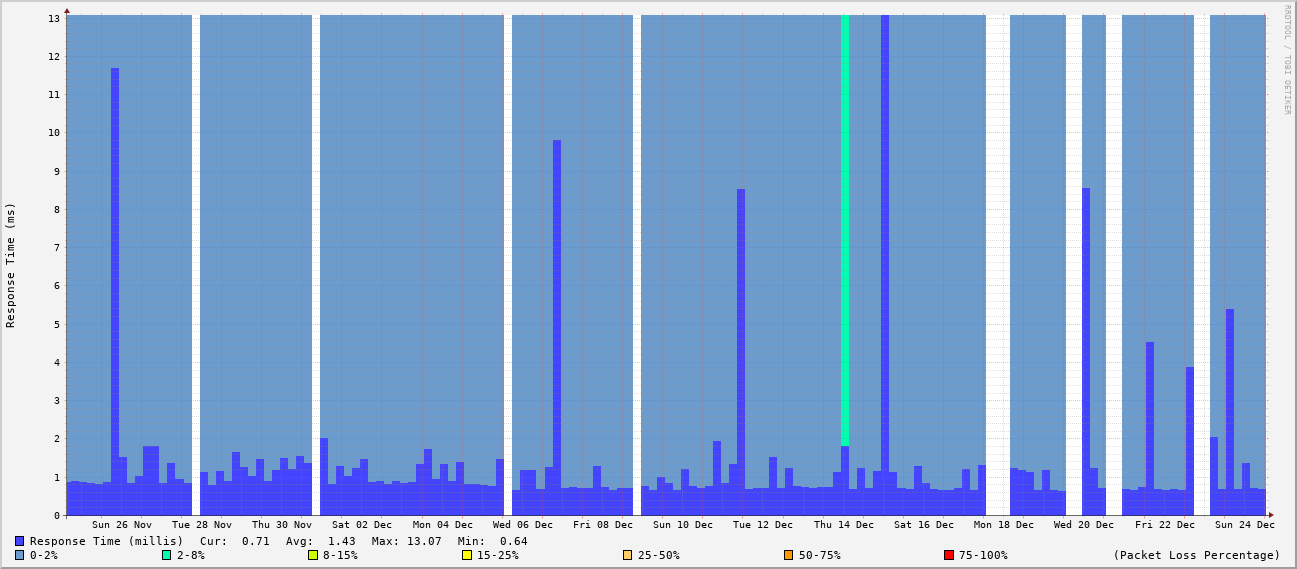 RRDTOOL / TOBI OETIKER
Response Time (ms)
13
12
11
10
9
8
7
6
5
4
3
2
1
0
Sun 26 Nov Tue 28 Nov Thu 30 Nov Sat 02 Dec Mon 04 Dec Wed 06 Dec Fri 08 Dec Sun 10 Dec Tue 12 Dec Thu 14 Dec Sat 16 Dec Mon 18 Dec Wed 20 Dec Fri 22 Dec Sun 24 Dec
Response Time (millis) Cur: 0.71 Avg: 1.43 Max: 13.07 Min: 0.64
0-2% 2-8% 8-15% 15-25% 25-50% 50-75% 75-100% (Packet Loss Percentage)